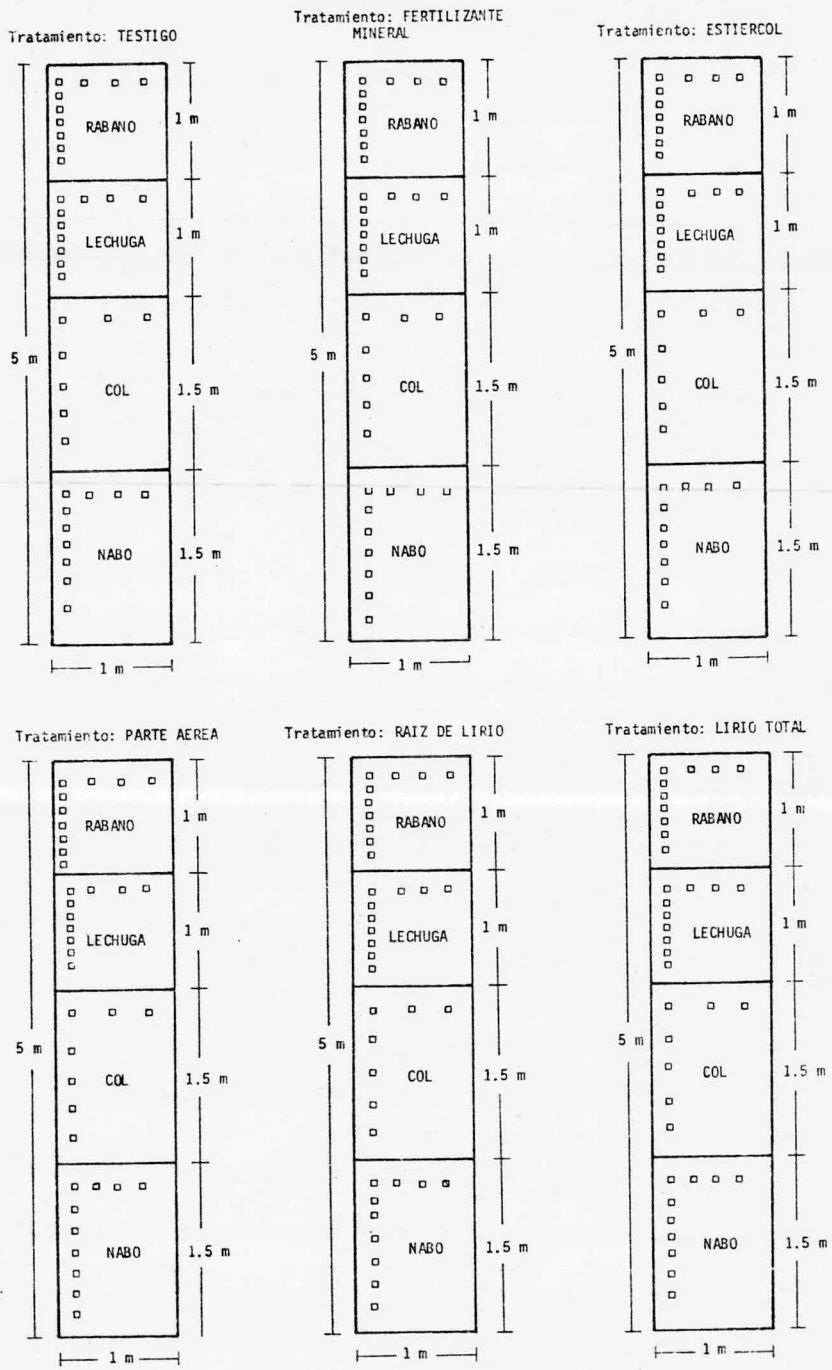 Tratamiento: TESTIGO
RABANO
1 m
LECHUGA
1 m
5 m
COL
1.5 m
NABO
1.5 m
1 m
Tratamiento: FERTILIZANTE
MINERAL
RABANO
1 m
LECHUGA
1 m
5 m
COL
1.5 m
NABO
1.5 m
1 m
Tratamiento: ESTIERCOL
RABANO
1 m
LECHUGA
1 m
5 m
COL
1.5 m
NABO
1.5 m
1 m
Tratamiento: PARTE AEREA
RABANO
1 m
LECHUGA
1 m
5 m
COL
1.5 m
NABO
1.5 m
1 m
Tratamiento: RAIZ DE LIRIO
RABANO
1 m
LECHUGA
1 m
5 m
COL
1.5 m
NABO
1.5 m
1 m
Tratamiento: LIRIO TOTAL
RABANO
1 m
LECHUGA
1 m
5 m
COL
1.5 m
NABO
1.5 m
1 m